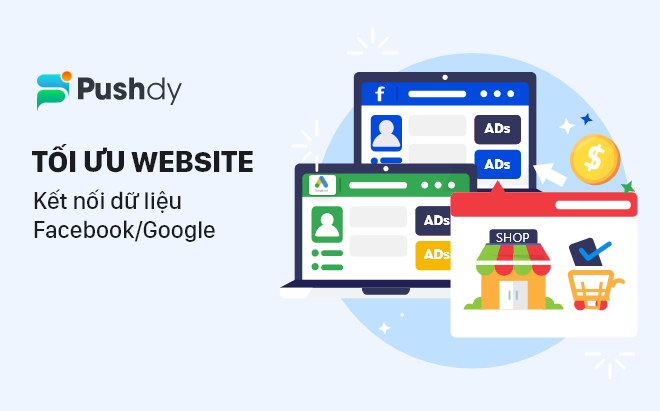 Pushdy
TỐI ƯU WEBSITE
Kết nối dữ liệu
Facebook/Google
f
ADs
ADs
ADs
ADs
SHOP
$